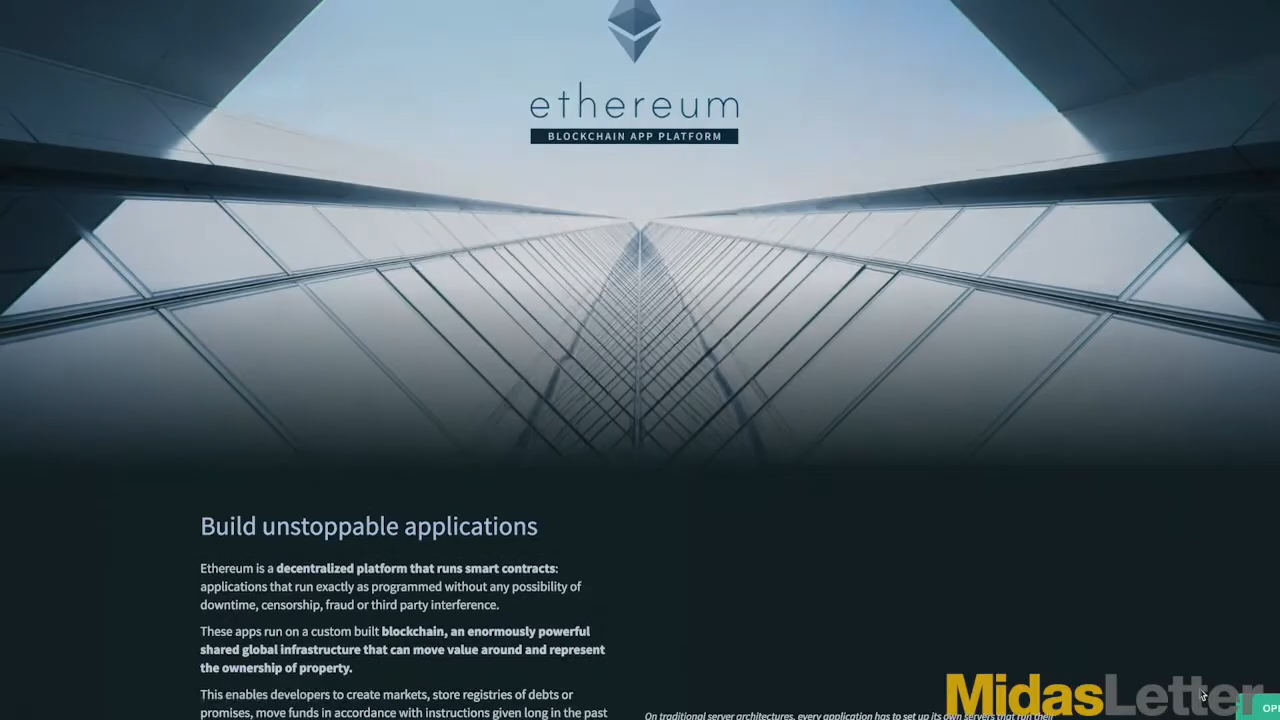 ethereum
BLOCKCHAIN APP PLATFORM
Build unstoppable applications
Ethereum is a decentralized platform that runs smart contracts:
applications that run exactly as programmed without any possibility of
downtime, censorship, fraud or third party interference.
These apps run on a custom built blockchain, an enormously powerful
shared global infrastructure that can move value around and represent
the ownership of property.
This enables developers to create markets, store registries of debts or
promises, move funds in accordance with instructions given long in the past
On traditional server architectures, every application has to set up its own servers that run their
MidasLetter